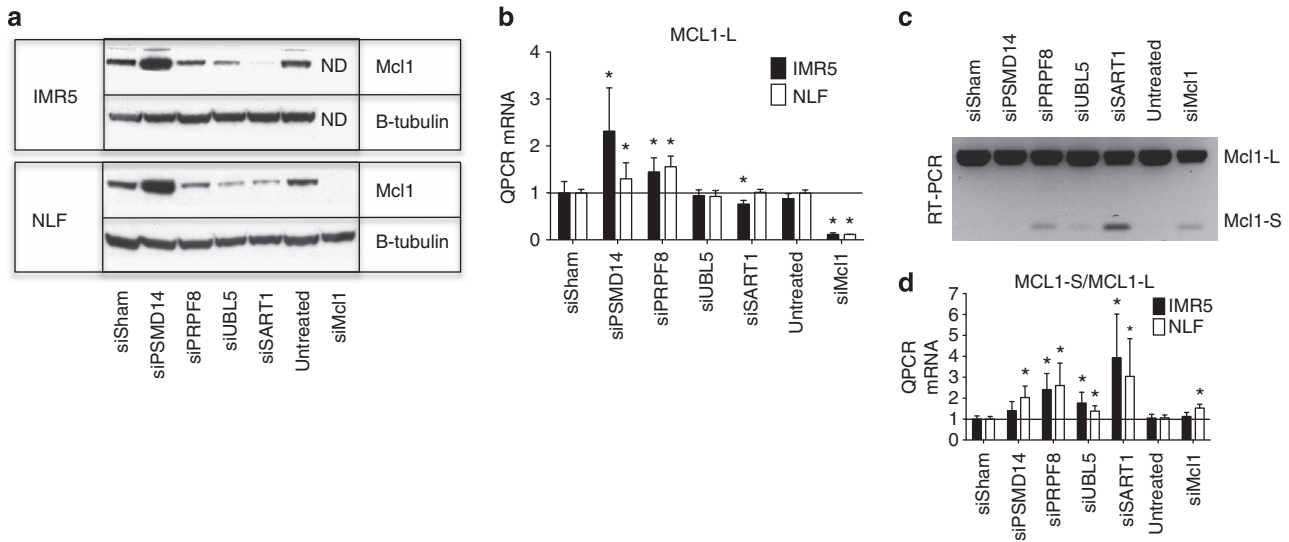 a
IMR5
ND
Mcl1
ND
B-tubulin
NLF
Mcl1
B-tubulin
siSham
siPSMD14
siPRPF8
siUBL5
siSART1
Untreated
siMcl1
b
MCL1-L
QPCR mRNA
4
3
2
1
0
IMR5
NLF
*
*
* *
*
* *
siSham
siPSMD14
siPRPF8
siUBL5
siSART1
Untreated
siMcl1
c
siSham
siPSMD14
siPRPF8
siUBL5
siSART1
Untreated
siMcl1
RT-PCR
Mcl1-L
Mcl1-S
d
MCL1-S/MCL1-L
QPCR
mRNA
7
6
5
4
3
2
1
0
IMR5
NLF
*
*
*
*
*
*
*
*
siSham
siPSMD14
siPRPF8
siUBL5
siSART1
Untreated
siMcl1